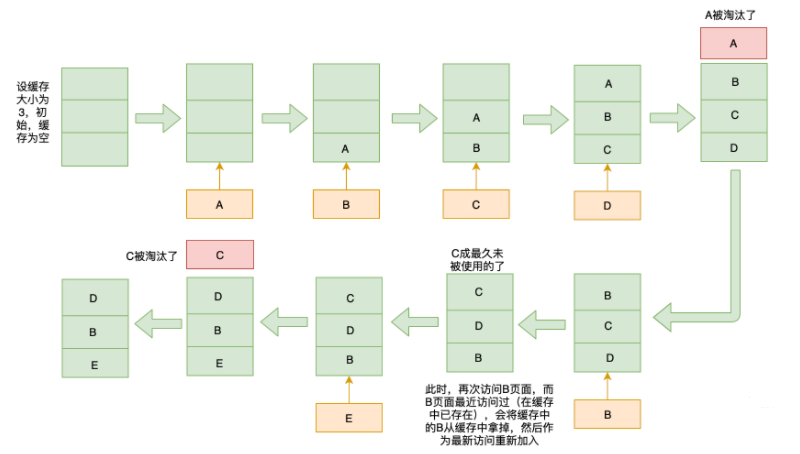 A被淘汰了
A
设缓存
大小为
3，初
始，缓
存为空
A
A
B
A
B
C
B
C
D
A
B
C
D
C被淘汰了
C
C成最久未
被使用的了
D
B
E
D
B
E
C
D
B
C
D
B
B
C
D
E
B
此时，再次访问B页面，而
B页面最近访问过（在缓存
中已存在），会将缓存中
的B从缓存中拿掉，然后作
为最新访问重新加入